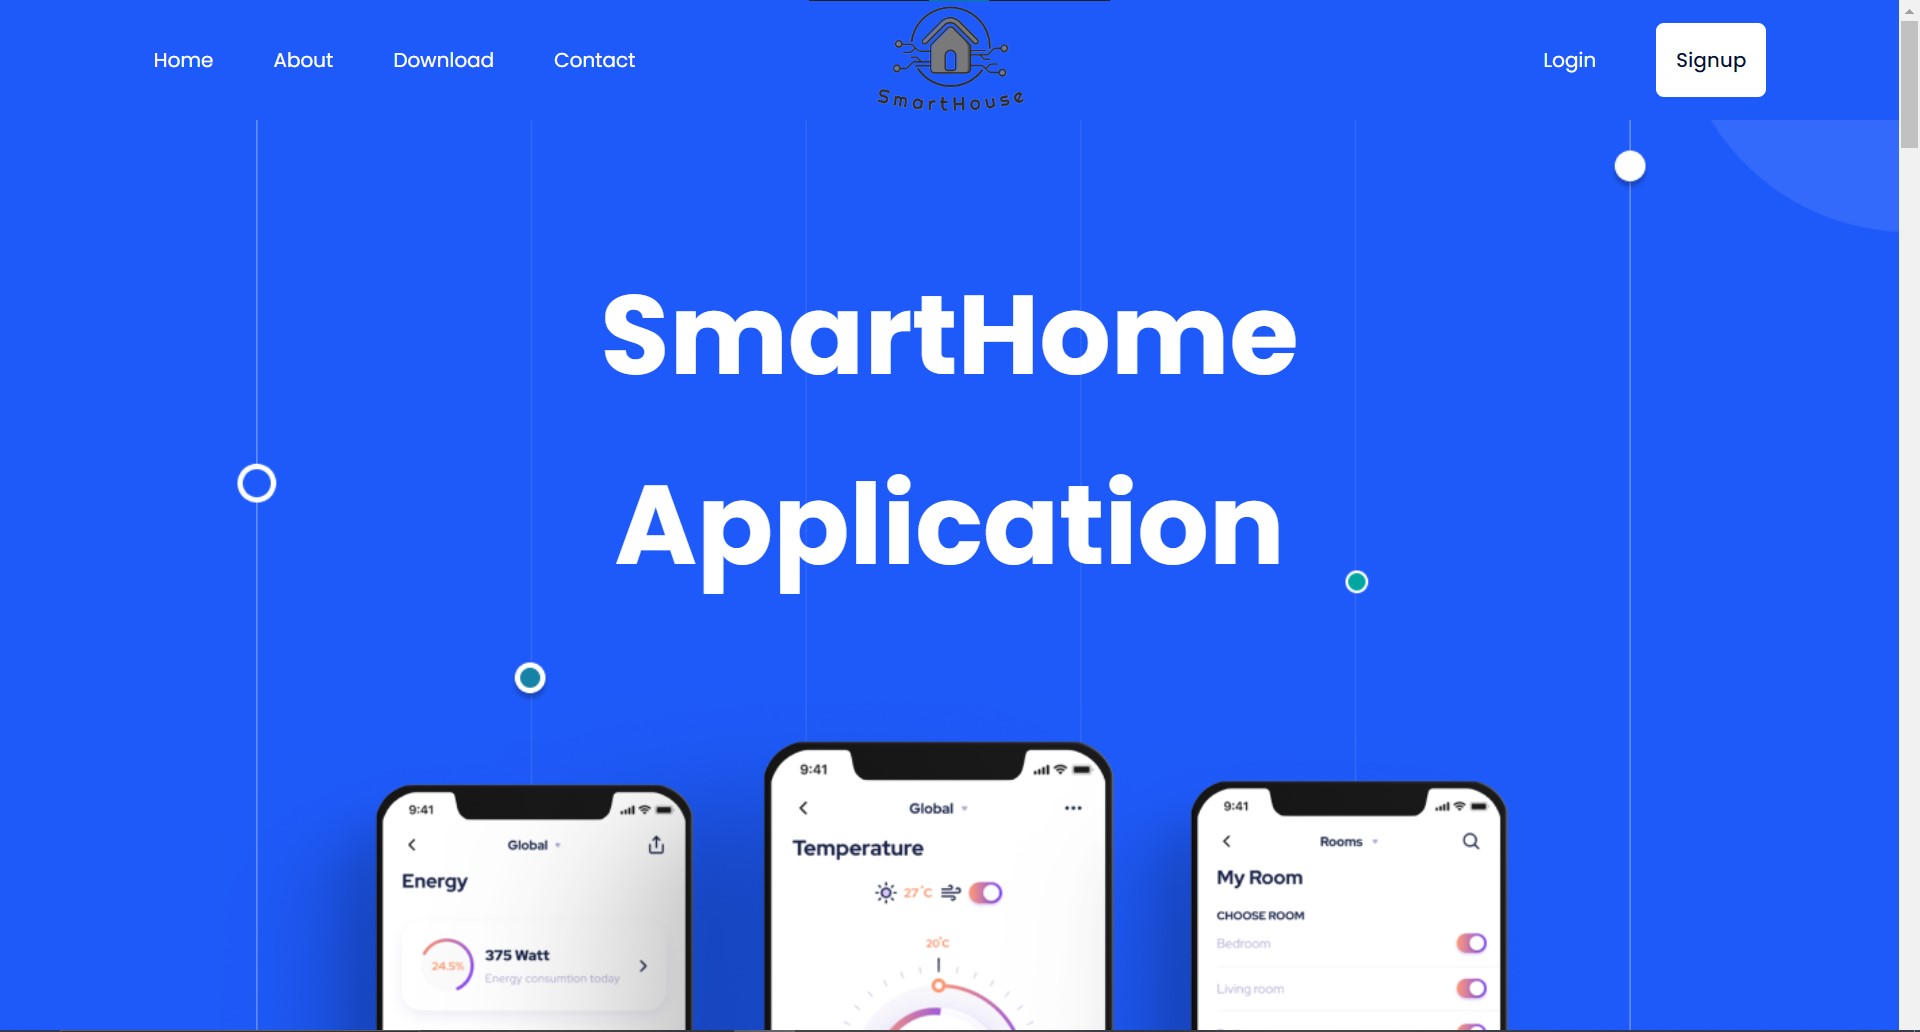 Home About Download Contact
SmartHouse
Login Signup
SmartHome
Application
9:41
Global
Energy
24.5%
375 Watt
Energy consumtion today
9:41
Global
Temperature
27°C
20°C
9:41
Rooms
My Room
CHOOSE ROOM
Bedroom
Living room